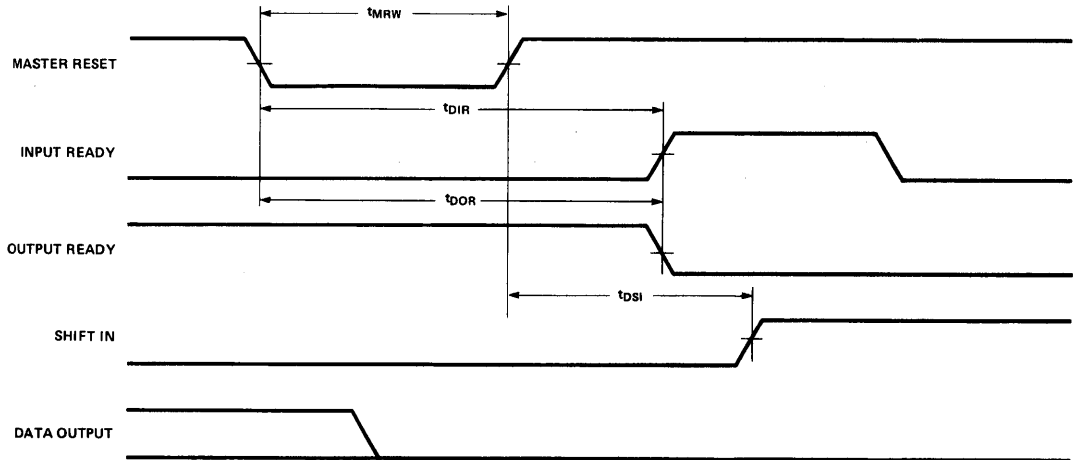 tMRW
MASTER RESET
tDIR
INPUT READY
tDOR
OUTPUT READY
tDSI
SHIFT IN
DATA OUTPUT